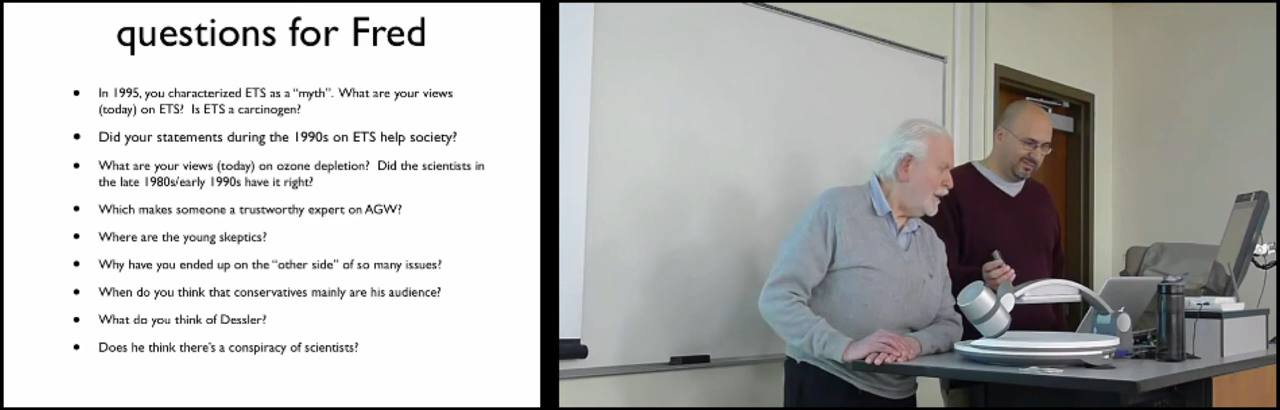 questions for Fred
• In 1995, you characterized ETS as a “myth”. What are your views
(today) on ETS? Is ETS a carcinogen?
• Did your statements during the 1990s on ETS help society?
• What are your views (today) on ozone depletion? Did the scientists in
the late 1980s/early 1990s have it right?
• Which makes someone a trustworthy expert on AGW?
• Where are the young skeptics?
• Why have you ended up on the “other side” of so many issues?
• When do you think that conservatives mainly are his audience?
• What do you think of Dessler?
• Does he think there’s a conspiracy of scientists?